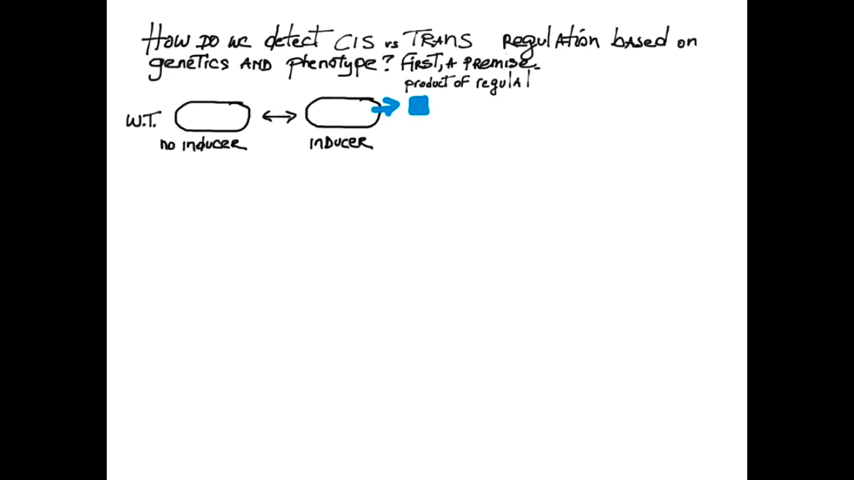 How do we detect CIS vs TRANS Regulation based on
genetics AND phenotype? First, A premise.
product of regulAl
W.T.
no inducer
INDUCER